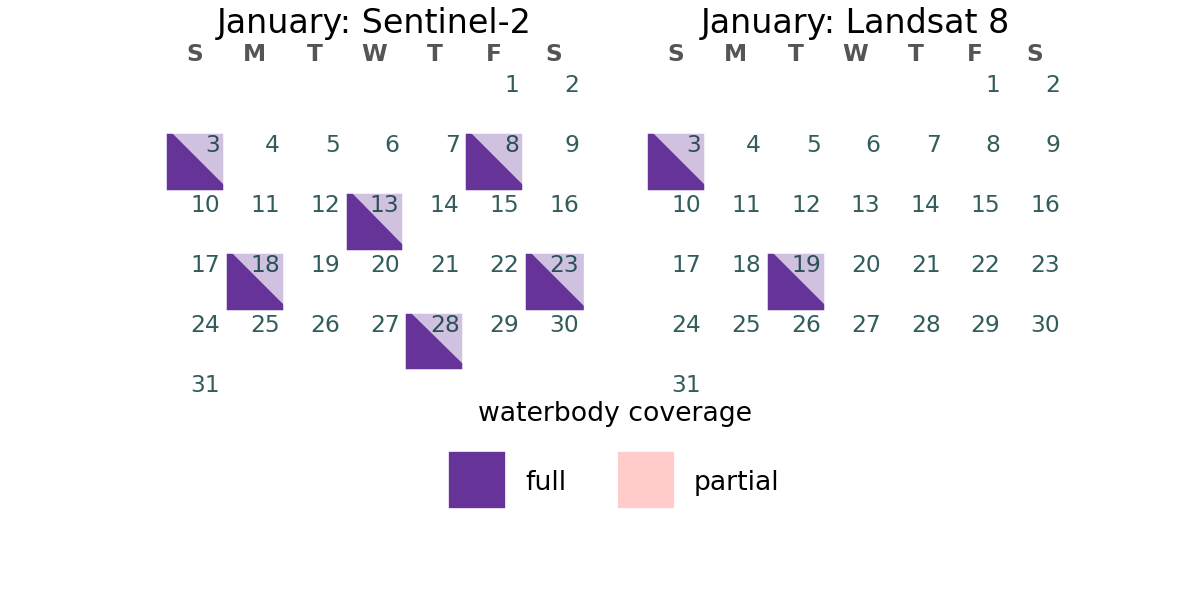 January: Sentinel-2
S M T W T F S
1 2
3 4 5 6 7 8 9
10 11 12 13 14 15 16
17 18 19 20 21 22 23
24 25 26 27 28 29 30
31
January: Landsat 8
S M T W T F S
1 2
3 4 5 6 7 8 9
10 11 12 13 14 15 16
17 18 19 20 21 22 23
24 25 26 27 28 29 30
31
waterbody coverage
full partial